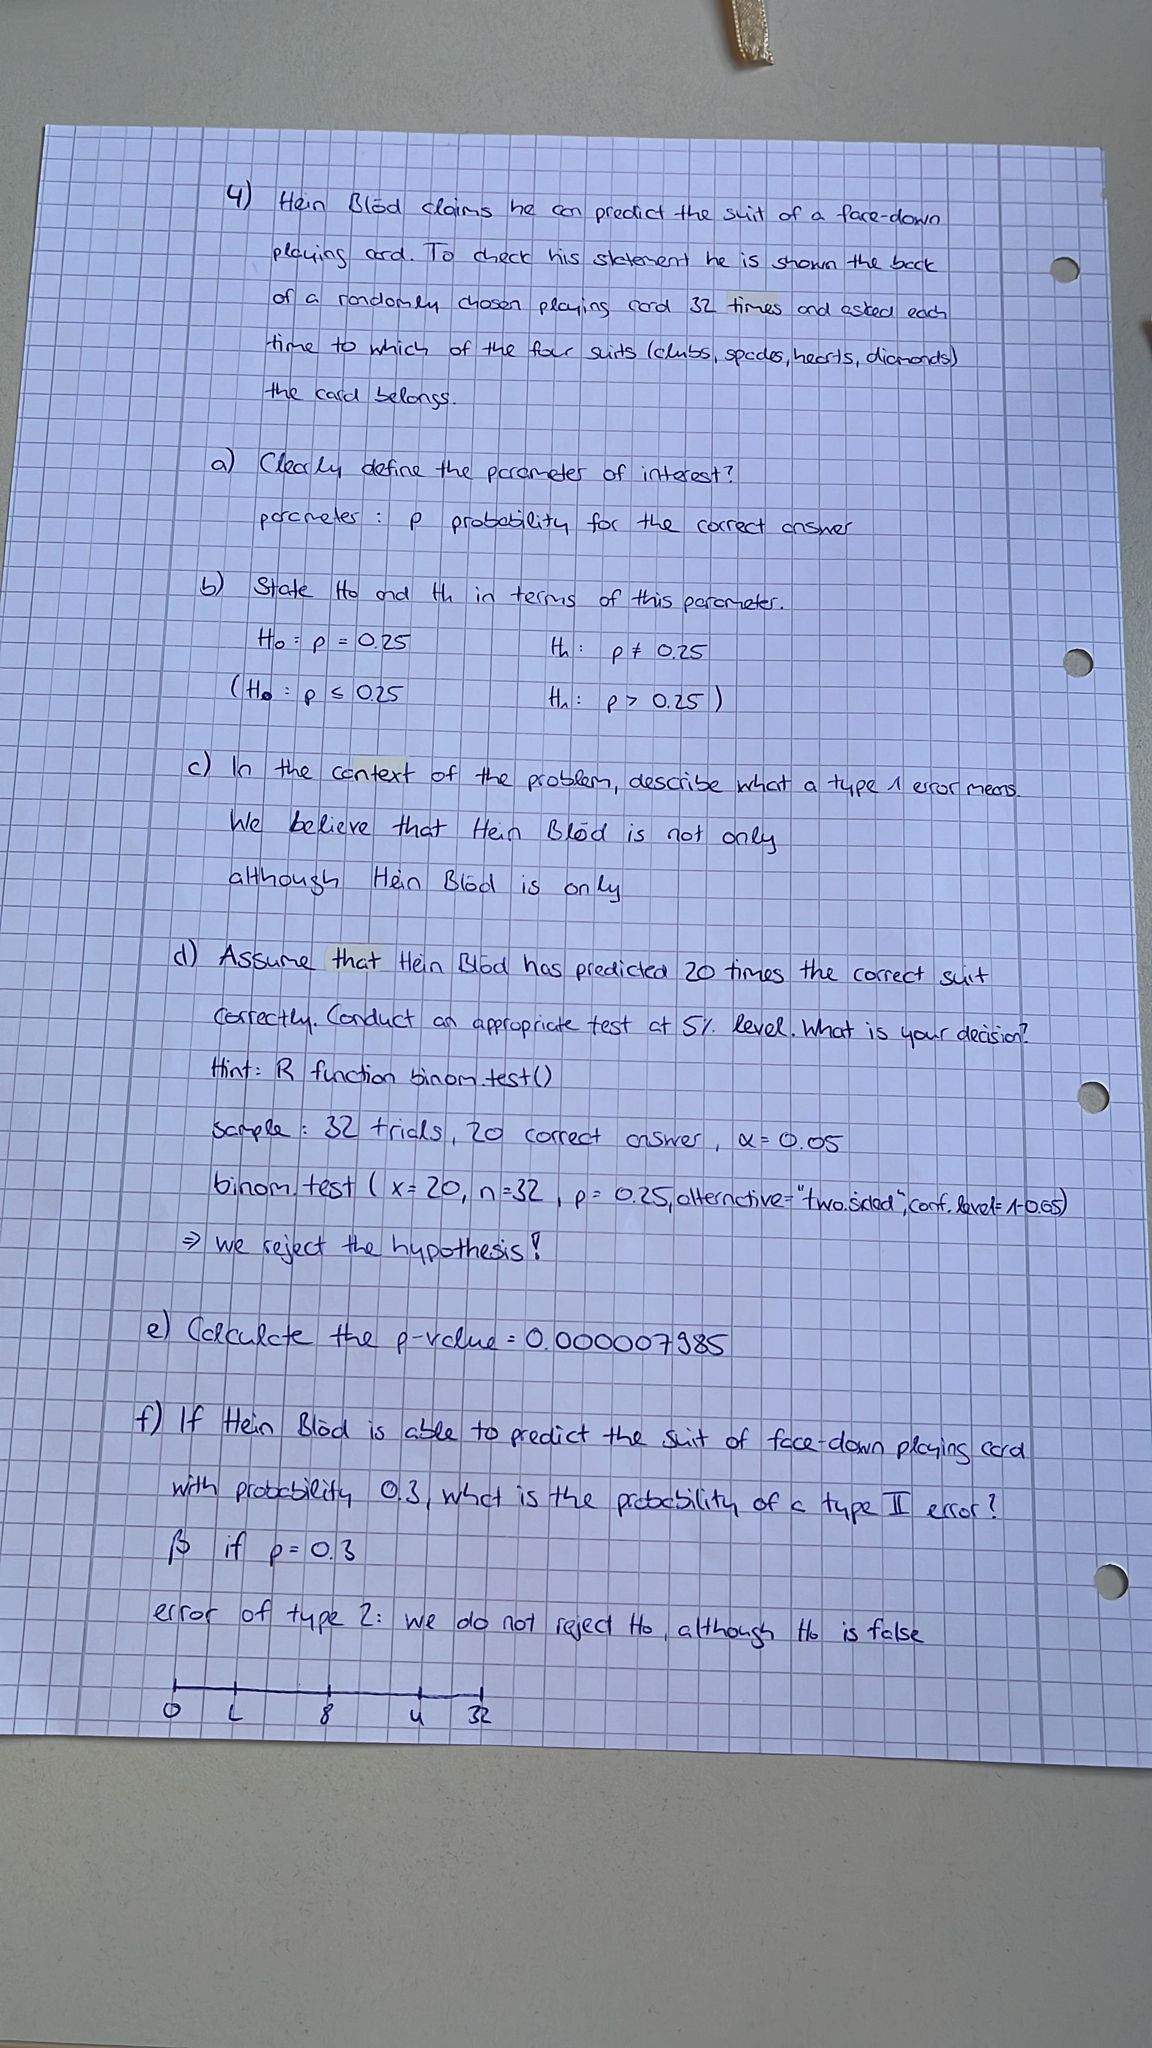 4) Hein Blöd claims he can predict the suit of a face-down
playing card. To check his statement he is shown the back
of a randomly chosen playing card 32 times and asked each
time to which of the four suits (clubs, spades, hearts, diamonds)
the card belongs.
a) Clearly define the parameter of interest?
parameter : p probability for the correct answer
b) State H0 and H1 in terms of this parameter.
H0 : p = 0.25 H1 : p ≠ 0.25
(H0 : p ≤ 0.25 H1 : p > 0.25 )
c) In the context of the problem, describe what a type 1 error means.
We believe that Hein Blöd is not only
although Hein Blöd is only
d) Assume that Hein Blöd has predicted 20 times the correct suit
correctly. Conduct an appropriate test at 5% level. What is your decision?
Hint: R function binom.test()
sample : 32 trials, 20 correct answer, α = 0.05
binom.test ( x = 20, n = 32 , p = 0.25, alternative = "two.sided", conf.level = 1-0.05)
⇒ we reject the hypothesis!
e) Calculate the p-value = 0.000007985
f) If Hein Blöd is able to predict the suit of face-down playing card
with probability 0.3, what is the probability of a type II error?
β if p = 0.3
error of type 2: we do not reject H0, although H0 is false
0 L 8 u 32